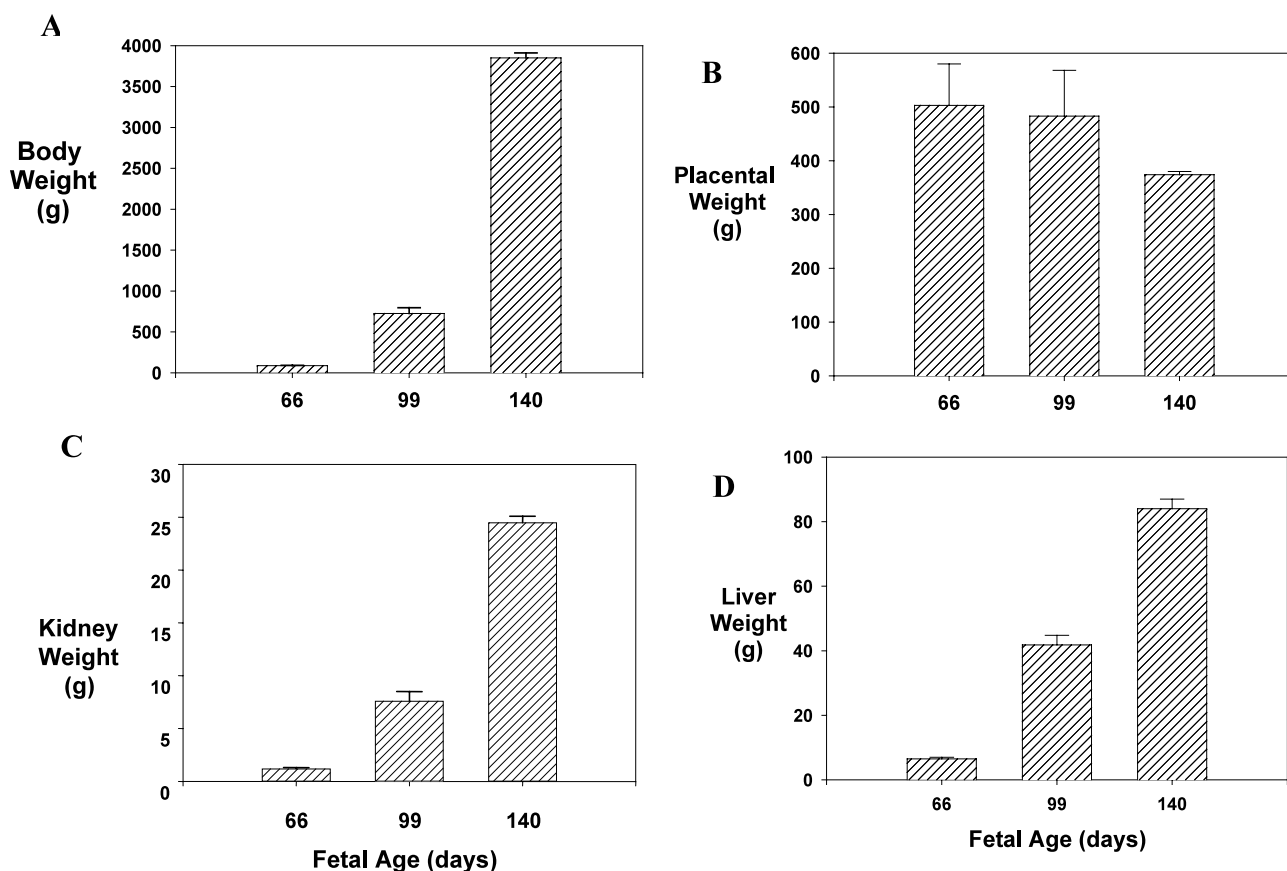 A
4000
3500
3000
2500
2000
1500
1000
500
0
Body
Weight
(g)
66
99
140
B
600
500
400
300
200
100
0
Placental
Weight
(g)
66
99
140
C
30
25
20
15
10
5
0
Kidney
Weight
(g)
66
99
140
Fetal Age (days)
D
100
80
60
40
20
0
Liver
Weight
(g)
66
99
140
Fetal Age (days)